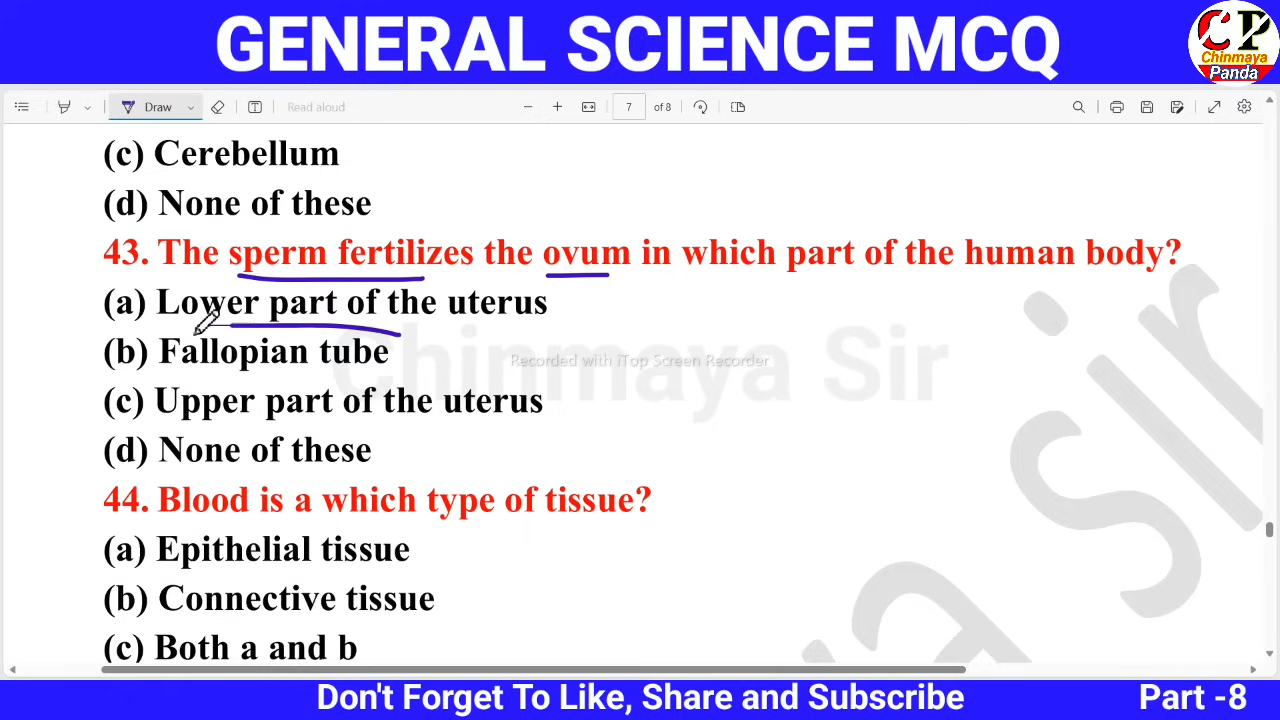 GENERAL SCIENCE MCQ
CP
Chinmaya
Panda
Draw
Read aloud
7 of 8
(c) Cerebellum
(d) None of these
43. The sperm fertilizes the ovum in which part of the human body?
(a) Lower part of the uterus
(b) Fallopian tube
Recorded with iTop Screen Recorder
Chinmaya Sir
(c) Upper part of the uterus
(d) None of these
44. Blood is a which type of tissue?
(a) Epithelial tissue
(b) Connective tissue
(c) Both a and b
Don't Forget To Like, Share and Subscribe
Part -8